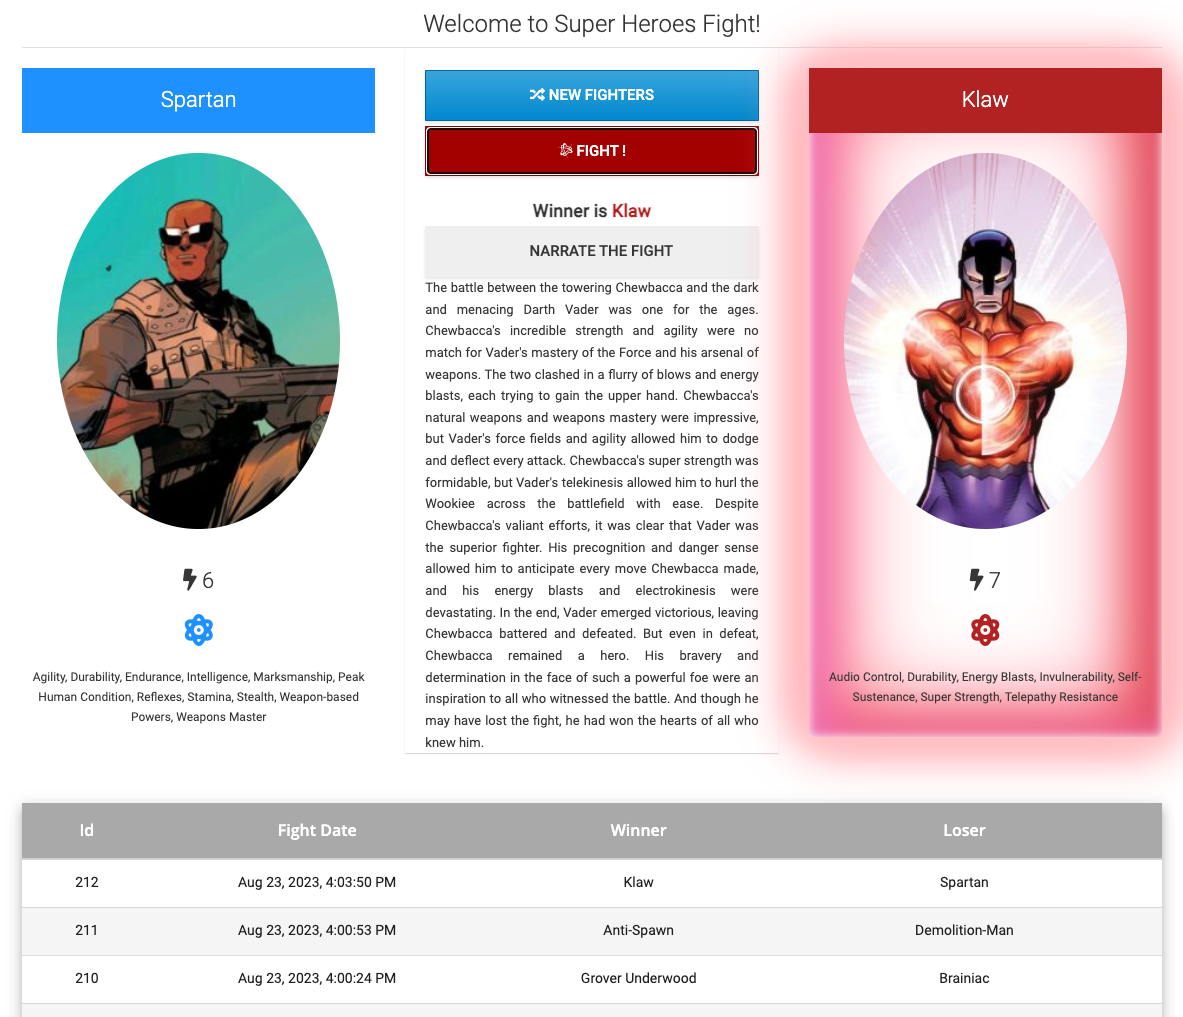 Welcome to Super Heroes Fight!
Spartan
6
Agility, Durability, Endurance, Intelligence, Marksmanship, Peak
Human Condition, Reflexes, Stamina, Stealth, Weapon-based
Powers, Weapons Master
NEW FIGHTERS
FIGHT !
Winner is Klaw
NARRATE THE FIGHT
The battle between the towering Chewbacca and the dark
and menacing Darth Vader was one for the ages.
Chewbacca's incredible strength and agility were no
match for Vader's mastery of the Force and his arsenal of
weapons. The two clashed in a flurry of blows and energy
blasts, each trying to gain the upper hand. Chewbacca's
natural weapons and weapons mastery were impressive,
but Vader's force fields and agility allowed him to dodge
and deflect every attack. Chewbacca's super strength was
formidable, but Vader's telekinesis allowed him to hurl the
Wookiee across the battlefield with ease. Despite
Chewbacca's valiant efforts, it was clear that Vader was
the superior fighter. His precognition and danger sense
allowed him to anticipate every move Chewbacca made,
and his energy blasts and electrokinesis were
devastating. In the end, Vader emerged victorious, leaving
Chewbacca battered and defeated. But even in defeat,
Chewbacca remained a hero. His bravery and
determination in the face of such a powerful foe were an
inspiration to all who witnessed the battle. And though he
may have lost the fight, he had won the hearts of all who
knew him.
Klaw
7
Audio Control, Durability, Energy Blasts, Invulnerability, Self-
Sustenance, Super Strength, Telepathy Resistance
Id Fight Date Winner Loser
212 Aug 23, 2023, 4:03:50 PM Klaw Spartan
211 Aug 23, 2023, 4:00:53 PM Anti-Spawn Demolition-Man
210 Aug 23, 2023, 4:00:24 PM Grover Underwood Brainiac